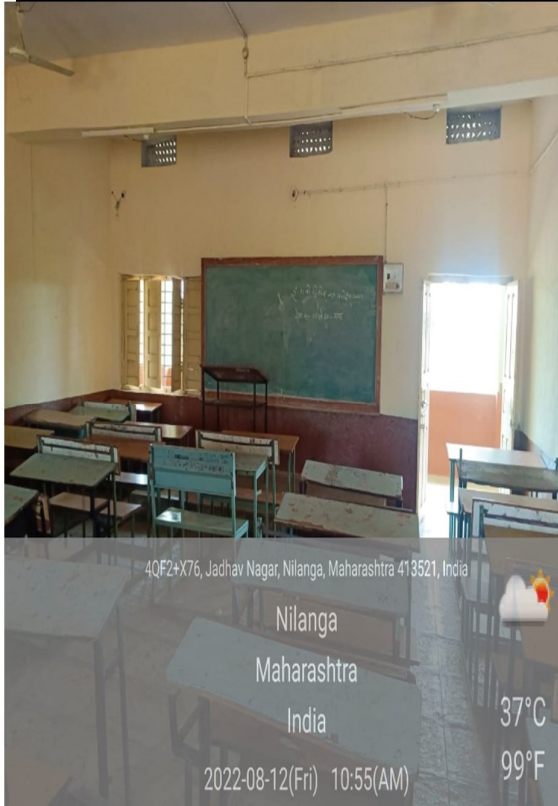 4QF2+X76, Jadhav Nagar, Nilanga, Maharashtra 413521, India
Nilanga
Maharashtra
India
2022-08-12(Fri) 10:55(AM)
37°C
99°F